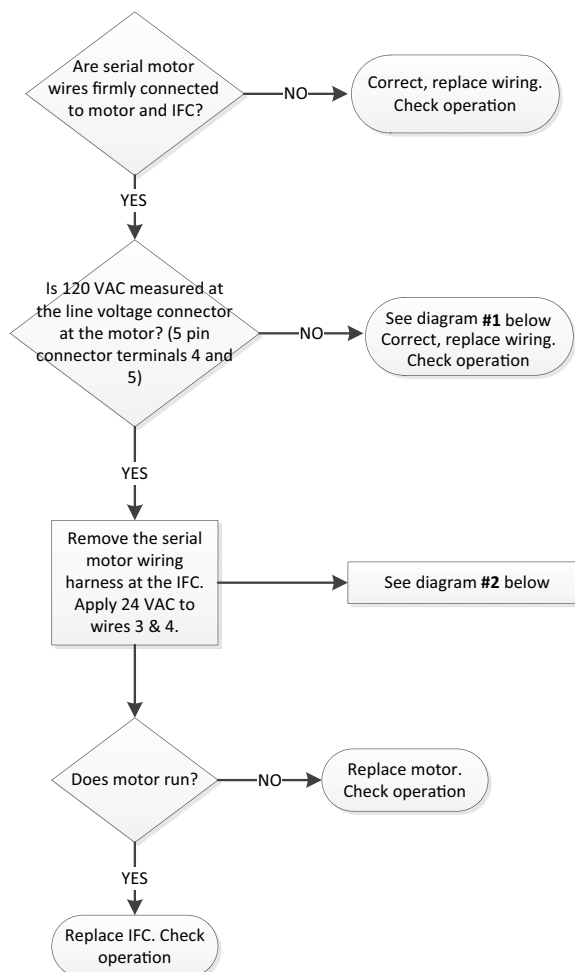 Are serial motor
wires firmly connected
to motor and IFC?
NO
Correct, replace wiring.
Check operation
YES
Is 120 VAC measured at
the line voltage connector
at the motor? (5 pin
connector terminals 4 and
5)
NO
See diagram #1 below
Correct, replace wiring.
Check operation
YES
Remove the serial
motor wiring
harness at the IFC.
Apply 24 VAC to
wires 3 & 4.
See diagram #2 below
Does motor run?
NO
Replace motor.
Check operation
YES
Replace IFC. Check
operation